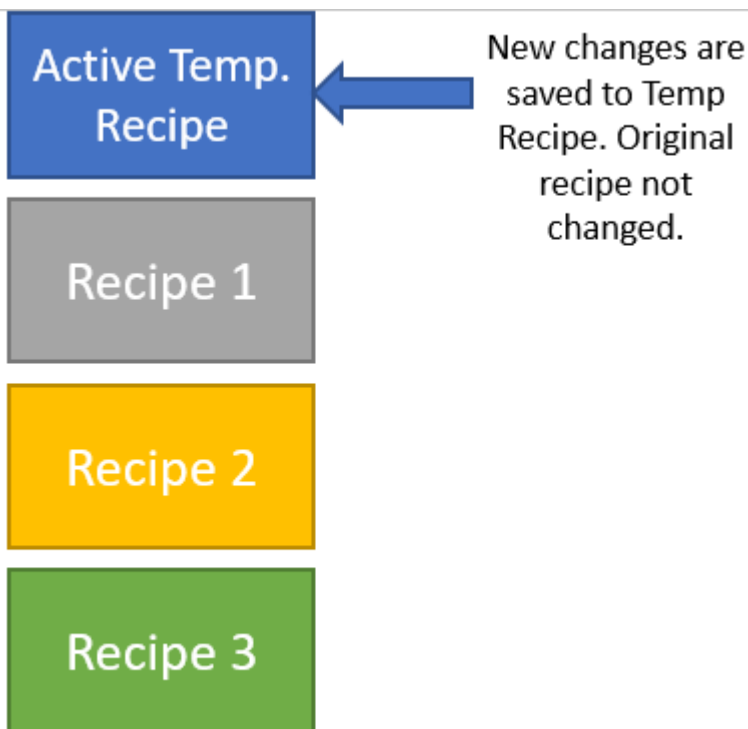 Active Temp.
Recipe
New changes are
saved to Temp
Recipe. Original
recipe not
changed.
Recipe 1
Recipe 2
Recipe 3